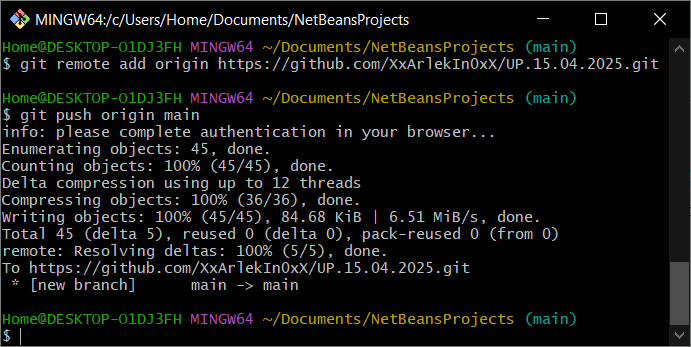 MINGW64:/c/Users/Home/Documents/NetBeansProjects
Home@DESKTOP-O1DJ3FH MINGW64 ~/Documents/NetBeansProjects (main)
$ git remote add origin https://github.com/XxArlekInOxX/UP.15.04.2025.git
Home@DESKTOP-O1DJ3FH MINGW64 ~/Documents/NetBeansProjects (main)
$ git push origin main
info: please complete authentication in your browser...
Enumerating objects: 45, done.
Counting objects: 100% (45/45), done.
Delta compression using up to 12 threads
Compressing objects: 100% (36/36), done.
Writing objects: 100% (45/45), 84.68 KiB | 6.51 MiB/s, done.
Total 45 (delta 5), reused 0 (delta 0), pack-reused 0 (from 0)
remote: Resolving deltas: 100% (5/5), done.
To https://github.com/XxArlekInOxX/UP.15.04.2025.git
 * [new branch]      main -> main
Home@DESKTOP-O1DJ3FH MINGW64 ~/Documents/NetBeansProjects (main)
$